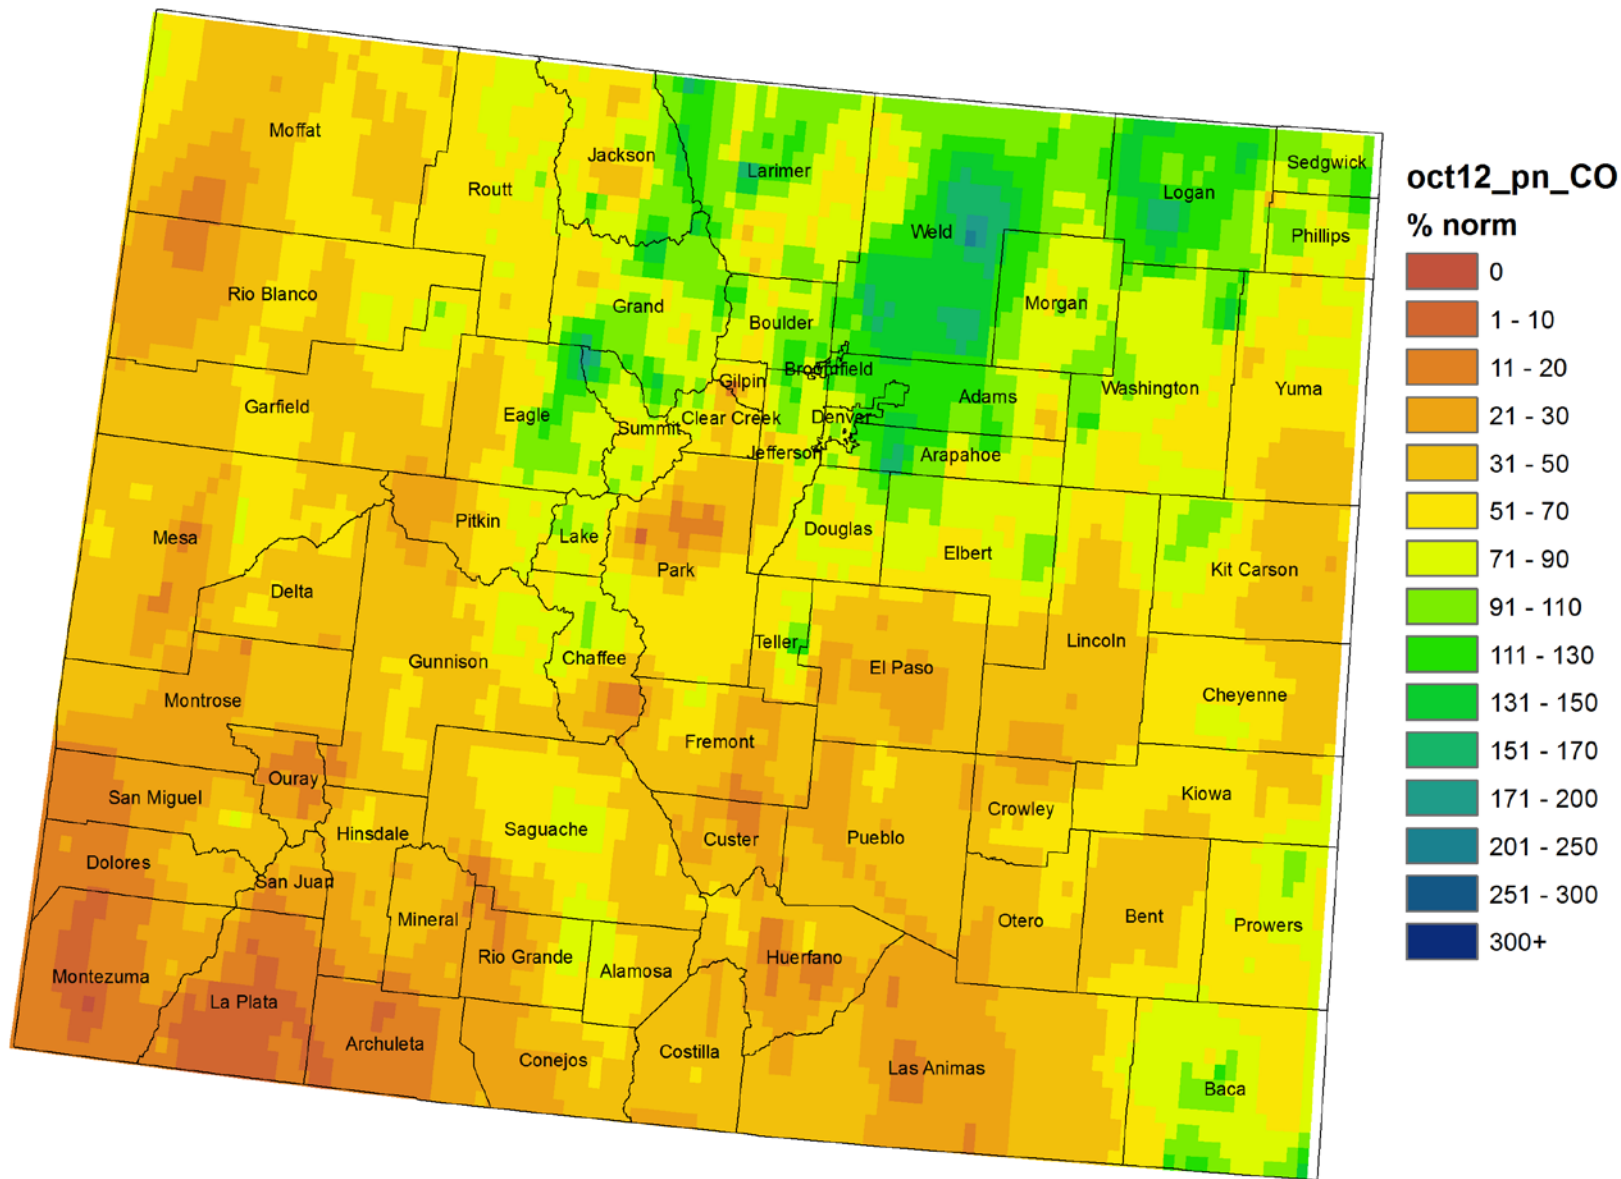 oct12_pn_CO
% norm
0
1 - 10
11 - 20
21 - 30
31 - 50
51 - 70
71 - 90
91 - 110
111 - 130
131 - 150
151 - 170
171 - 200
201 - 250
251 - 300
300+
Moffat
Routt
Jackson
Larimer
Weld
Logan
Sedgwick
Phillips
Rio Blanco
Grand
Boulder
Morgan
Broomfield
Gilpin
Adams
Washington
Yuma
Garfield
Eagle
Summit
Clear Creek
Denver
Jefferson
Arapahoe
Mesa
Pitkin
Lake
Park
Douglas
Elbert
Kit Carson
Delta
Gunnison
Chaffee
Teller
El Paso
Lincoln
Cheyenne
Montrose
Fremont
Ouray
San Miguel
Hinsdale
Saguache
Custer
Pueblo
Crowley
Kiowa
Dolores
San Juan
Mineral
Rio Grande
Alamosa
Huerfano
Otero
Bent
Prowers
Montezuma
La Plata
Archuleta
Conejos
Costilla
Las Animas
Baca